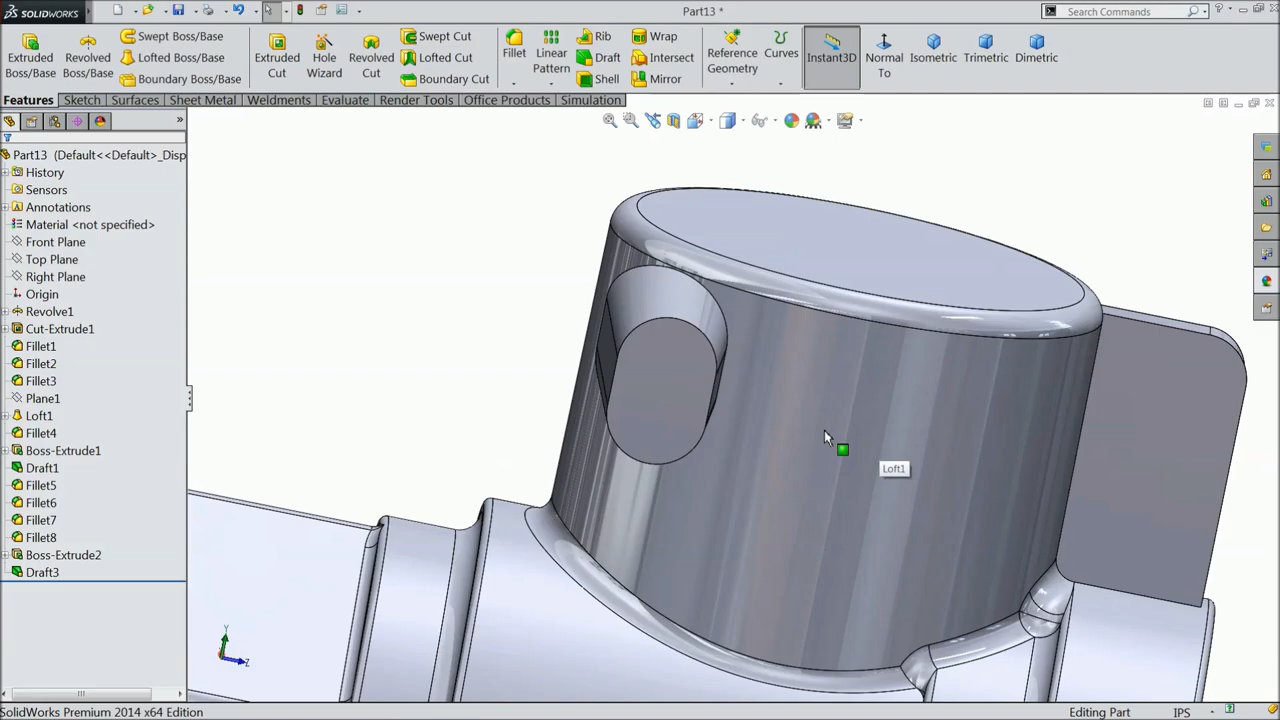 SOLIDWORKS
Part13 *
Search Commands
Extruded Boss/Base
Revolved Boss/Base
Swept Boss/Base
Lofted Boss/Base
Boundary Boss/Base
Extruded Cut
Hole Wizard
Revolved Cut
Swept Cut
Lofted Cut
Boundary Cut
Fillet
Linear Pattern
Rib
Draft
Shell
Wrap
Intersect
Mirror
Reference Geometry
Curves
Instant3D
Normal To
Isometric
Trimetric
Dimetric
Features Sketch Surfaces Sheet Metal Weldments Evaluate Render Tools Office Products Simulation
Part13 (Default<<Default>_Disp
History
Sensors
Annotations
Material <not specified>
Front Plane
Top Plane
Right Plane
Origin
Revolve1
Cut-Extrude1
Fillet1
Fillet2
Fillet3
Plane1
Loft1
Fillet4
Boss-Extrude1
Draft1
Fillet5
Fillet6
Fillet7
Fillet8
Boss-Extrude2
Draft3
Loft1
Y
Z
SolidWorks Premium 2014 x64 Edition
Editing Part
IPS